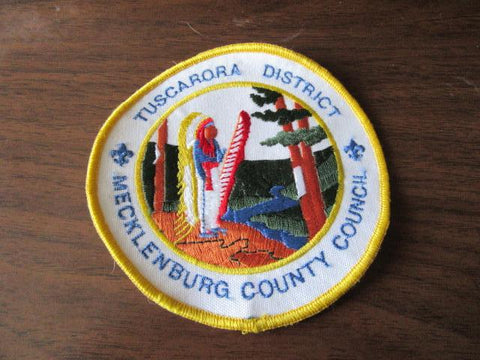 TUSCARORA DISTRICT
MECKLENBURG COUNTY COUNCIL